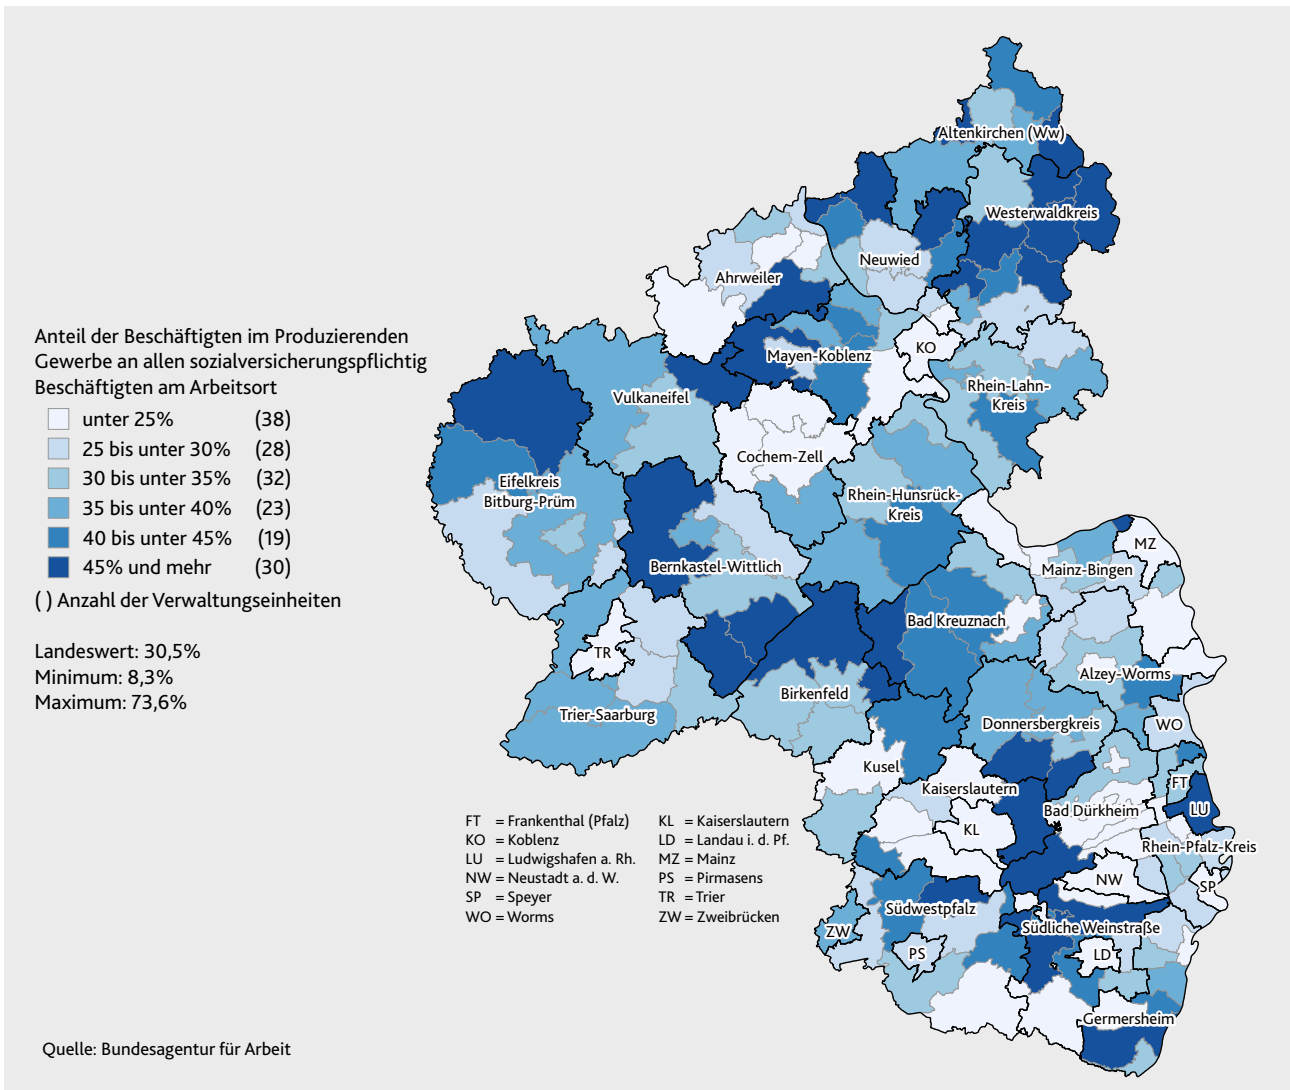 Anteil der Beschäftigten im Produzierenden
Gewerbe an allen sozialversicherungspflichtig
Beschäftigten am Arbeitsort
unter 25% (38)
25 bis unter 30% (28)
30 bis unter 35% (32)
35 bis unter 40% (23)
40 bis unter 45% (19)
45% und mehr (30)
( ) Anzahl der Verwaltungseinheiten
Landeswert: 30,5%
Minimum: 8,3%
Maximum: 73,6%
Altenkirchen (Ww)
Westerwaldkreis
Neuwied
Ahrweiler
KO
Mayen-Koblenz
Rhein-Lahn-
Kreis
Vulkaneifel
Cochem-Zell
Eifelkreis
Bitburg-Prüm
Rhein-Hunsrück-
Kreis
MZ
Mainz-Bingen
Bernkastel-Wittlich
Bad Kreuznach
TR
Alzey-Worms
Birkenfeld
Trier-Saarburg
Donnersbergkreis
WO
Kusel
Kaiserslautern
FT
Bad Dürkheim
LU
KL
Rhein-Pfalz-Kreis
NW
SP
Südwestpfalz
Südliche Weinstraße
ZW
PS
LD
Germersheim
FT = Frankenthal (Pfalz)
KO = Koblenz
LU = Ludwigshafen a. Rh.
NW = Neustadt a. d. W.
SP = Speyer
WO = Worms
KL = Kaiserslautern
LD = Landau i. d. Pf.
MZ = Mainz
PS = Pirmasens
TR = Trier
ZW = Zweibrücken
Quelle: Bundesagentur für Arbeit